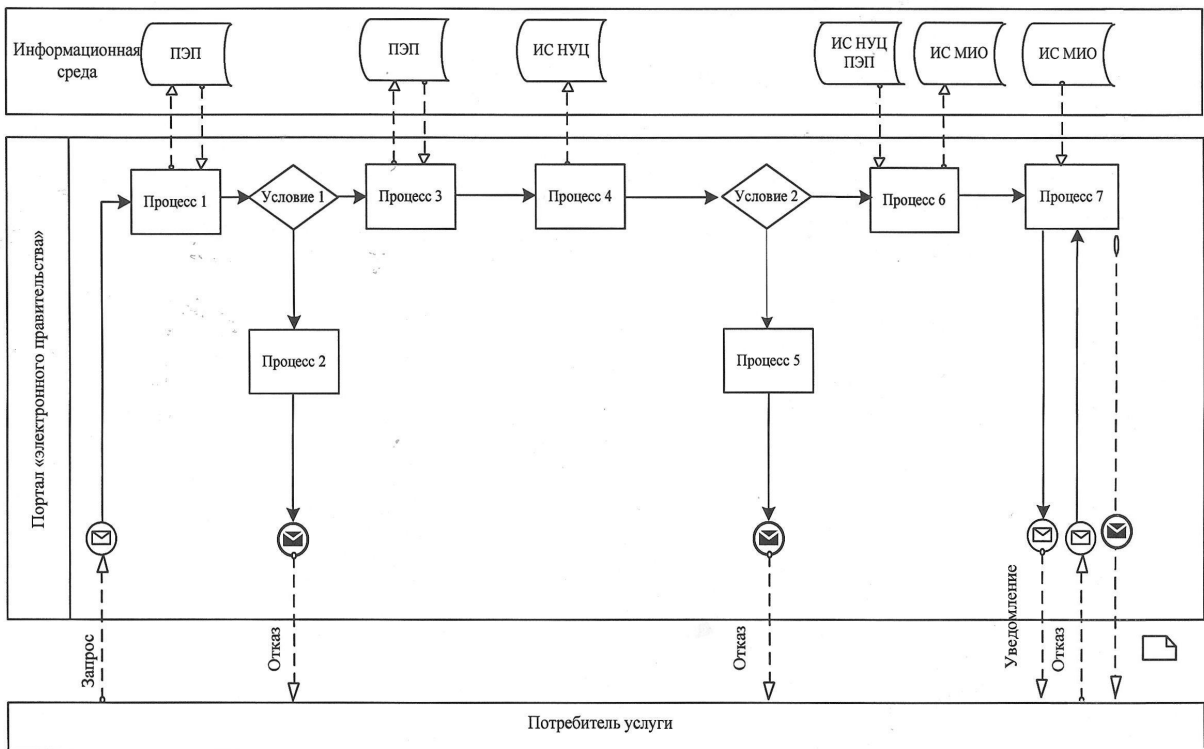 Информационная
среда
ПЭП
ПЭП
ИС НУЦ
ИС НУЦ
ПЭП
ИС МИО
ИС МИО
Портал «электронного правительства»
Процесс 1
Условие 1
Процесс 3
Процесс 4
Условие 2
Процесс 6
Процесс 7
Процесс 2
Процесс 5
Запрос
Отказ
Отказ
Уведомление
Отказ
Потребитель услуги